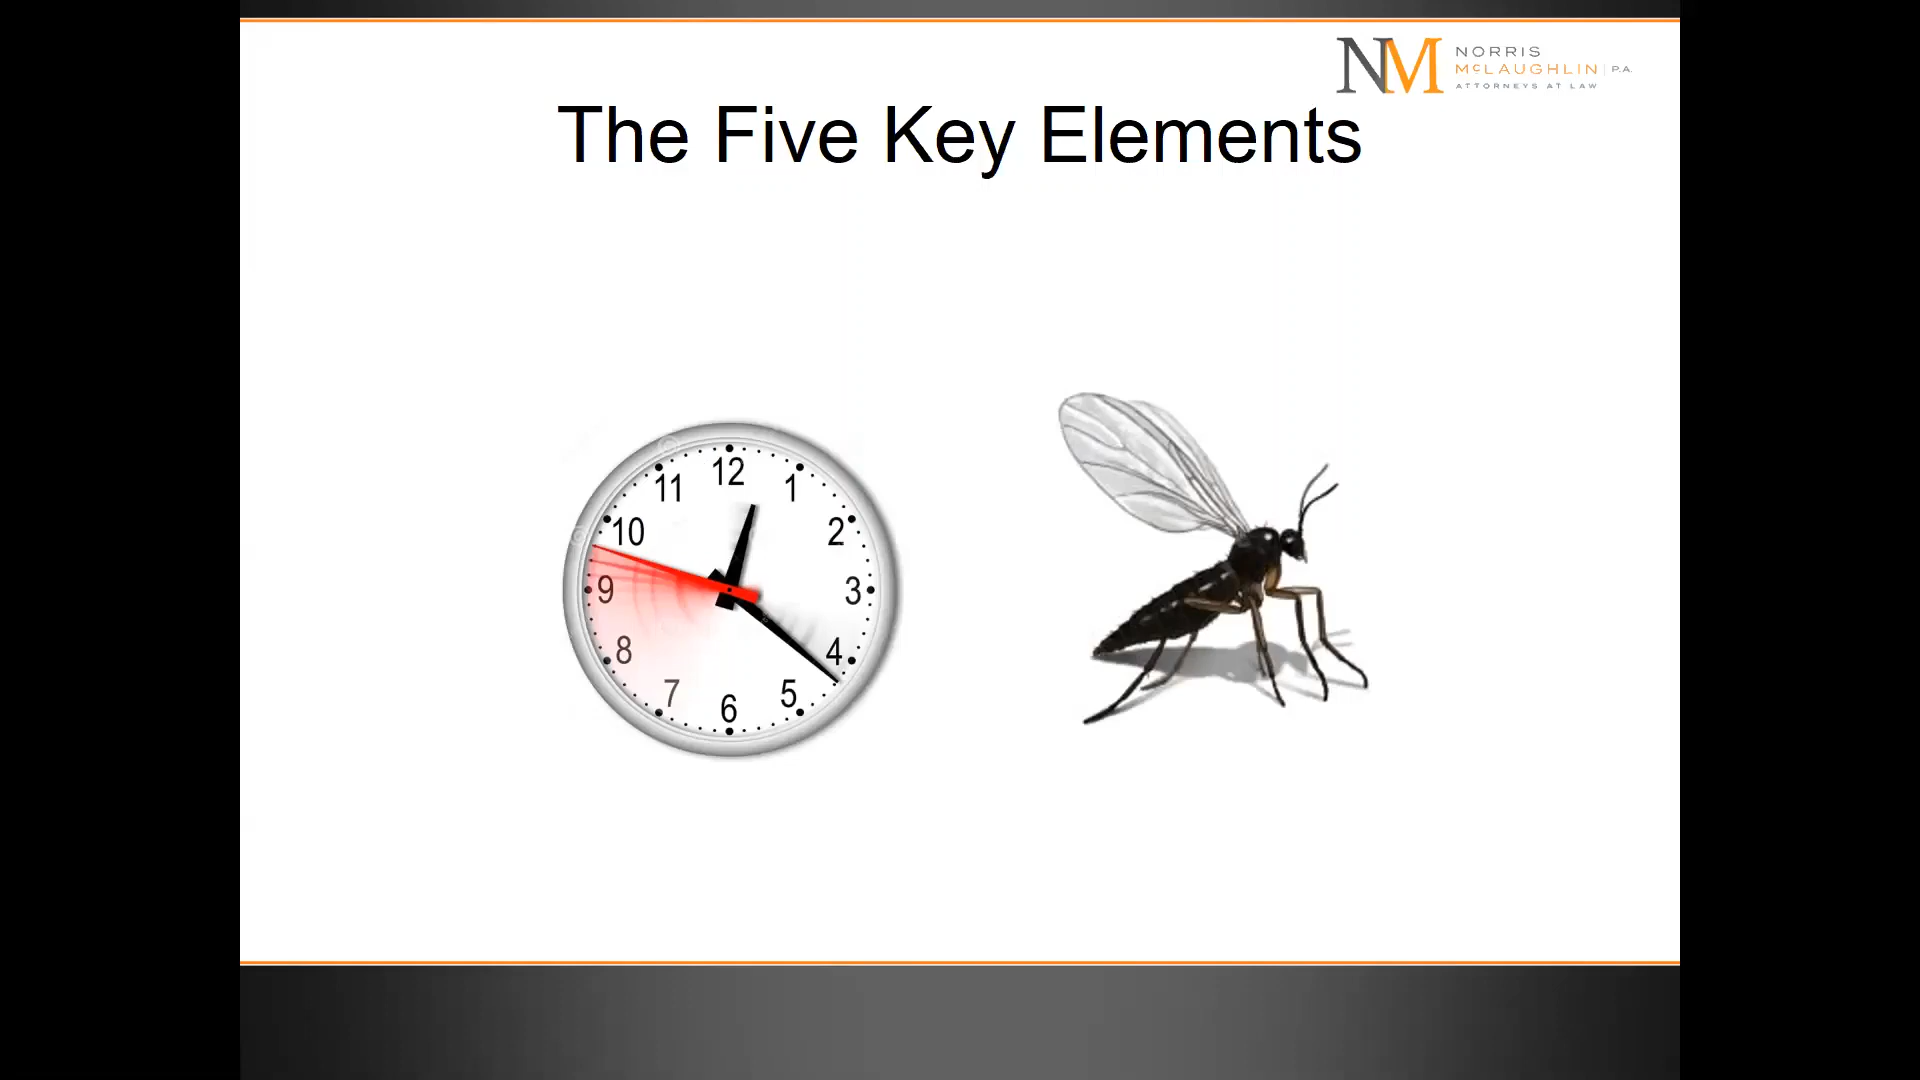 NM
NORRIS
McLAUGHLIN | P.A.
ATTORNEYS AT LAW
The Five Key Elements
12
11
1
10
2
9
3
8
4
7
5
6